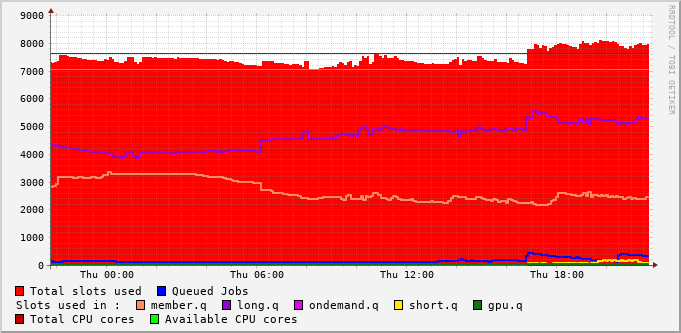 9000
8000
7000
6000
5000
4000
3000
2000
1000
0
Thu 00:00 Thu 06:00 Thu 12:00 Thu 18:00
RRDTOOL / TOBI OETIKER
Total slots used Queued Jobs
Slots used in : member.q long.q ondemand.q short.q gpu.q
Total CPU cores Available CPU cores